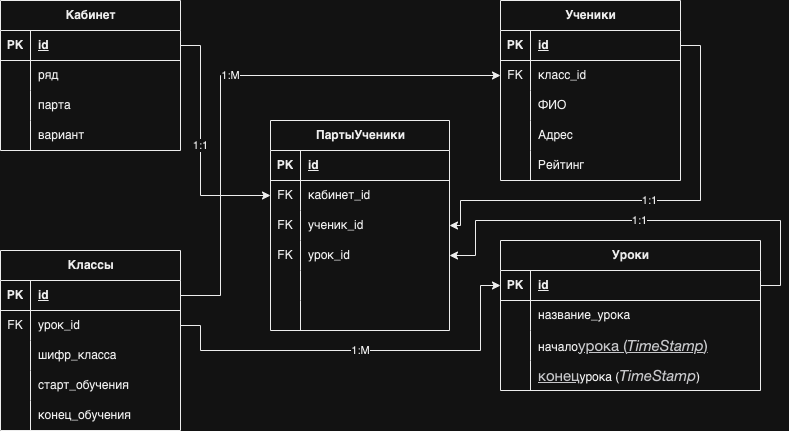 Кабинет
PK id
ряд
парта
вариант
Ученики
PK id
FK класс_id
ФИО
Адрес
Рейтинг
1:M
1:1
ПартыУченики
PK id
FK кабинет_id
FK ученик_id
FK урок_id
1:1
1:1
Классы
PK id
FK урок_id
шифр_класса
старт_обучения
конец_обучения
1:M
Уроки
PK id
название_урока
началоурока (TimeStamp)
конецурока (TimeStamp)